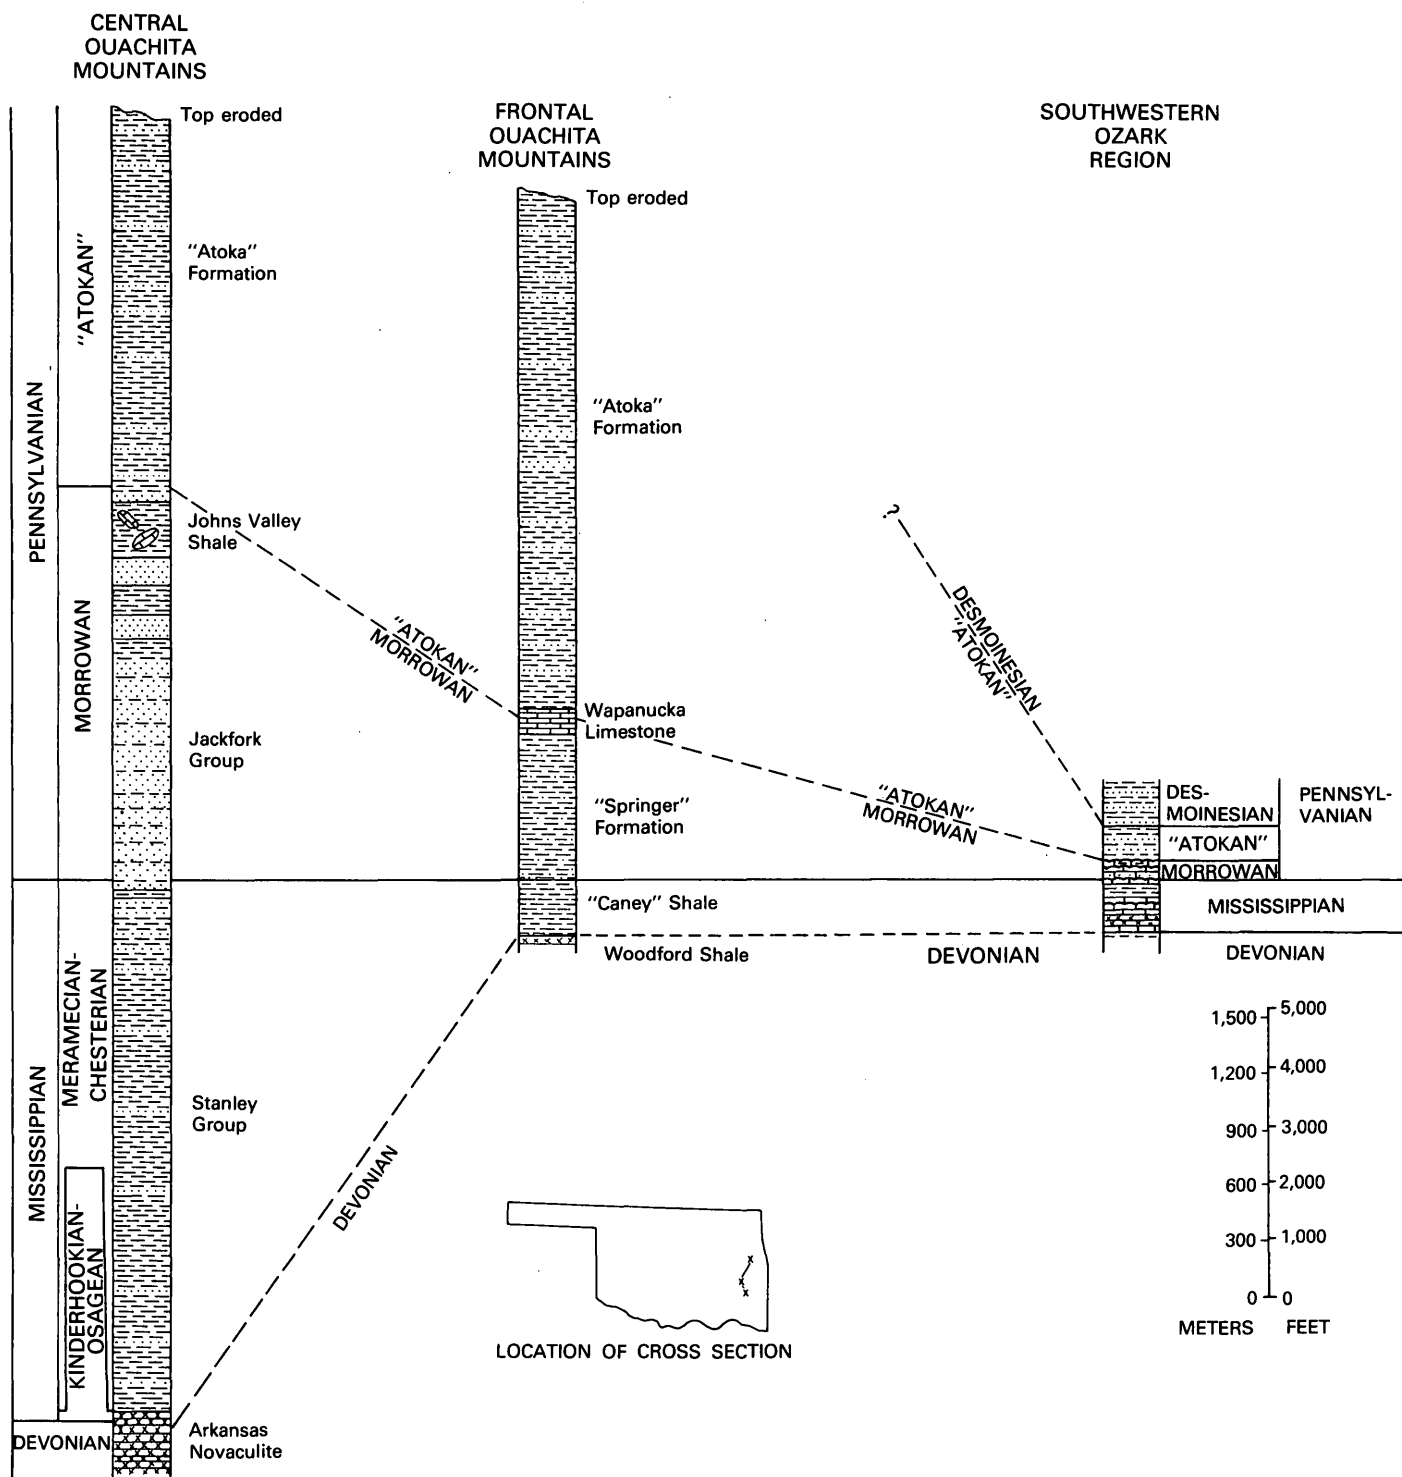 CENTRAL
OUACHITA
MOUNTAINS
Top eroded
FRONTAL
OUACHITA
MOUNTAINS
SOUTHWESTERN
OZARK
REGION
Top eroded
"ATOKAN"
"Atoka"
Formation
"Atoka"
Formation
PENNSYLVANIAN
Johns Valley
Shale
?
DESMOINESIAN
"ATOKAN"
"ATOKAN"
MORROWAN
MORROWAN
Wapanucka
Limestone
Jackfork
Group
"Springer"
Formation
"ATOKAN"
MORROWAN
DES-
MOINESIAN
PENNSYL-
VANIAN
"ATOKAN"
MORROWAN
"Caney" Shale
MISSISSIPPIAN
Woodford Shale
DEVONIAN
DEVONIAN
MISSISSIPPIAN
MERAMECIAN-
CHESTERIAN
Stanley
Group
DEVONIAN
KINDERHOOKIAN-
OSAGEAN
1,500 5,000
1,200 4,000
900 3,000
600 2,000
300 1,000
0 0
METERS FEET
x
x
x
LOCATION OF CROSS SECTION
DEVONIAN
Arkansas
Novaculite